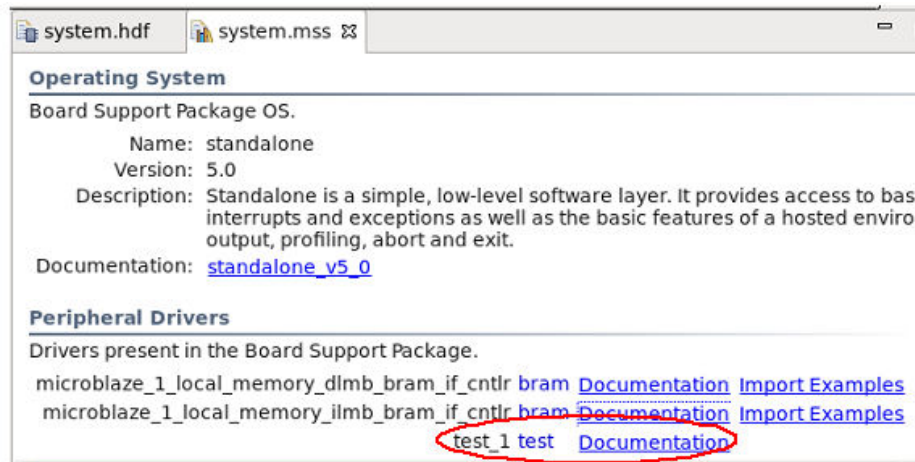 system.hdf system.mss
Operating System
Board Support Package OS.
Name: standalone
Version: 5.0
Description: Standalone is a simple, low-level software layer. It provides access to bas
interrupts and exceptions as well as the basic features of a hosted enviro
output, profiling, abort and exit.
Documentation: standalone_v5_0
Peripheral Drivers
Drivers present in the Board Support Package.
microblaze_1_local_memory_dlmb_bram_if_cntlr bram Documentation Import Examples
microblaze_1_local_memory_ilmb_bram_if_cntlr bram Documentation Import Examples
test_1 test Documentation